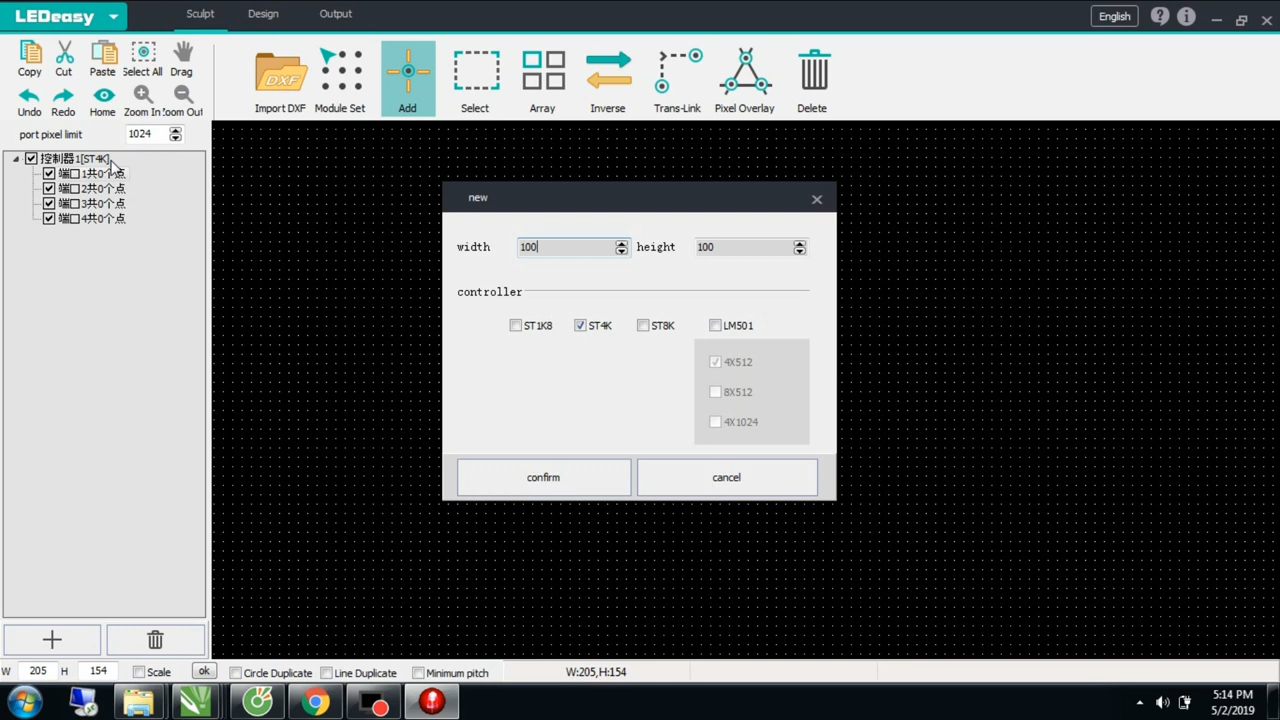 LEDeasy
Sculpt Design Output
English
Copy Cut Paste Select All Drag
Undo Redo Home Zoom In Zoom Out
DXF
Import DXF Module Set Add Select Array Inverse Trans-Link Pixel Overlay Delete
port pixel limit 1024
控制器1[ST4K]
端口1共0个点
端口2共0个点
端口3共0个点
端口4共0个点
new
width 100 height 100
controller
ST1K8 ST4K ST8K LM501
4X512
8X512
4X1024
confirm cancel
W 205 H 154 Scale ok Circle Duplicate Line Duplicate Minimum pitch W:205,H:154
5:14 PM
5/2/2019